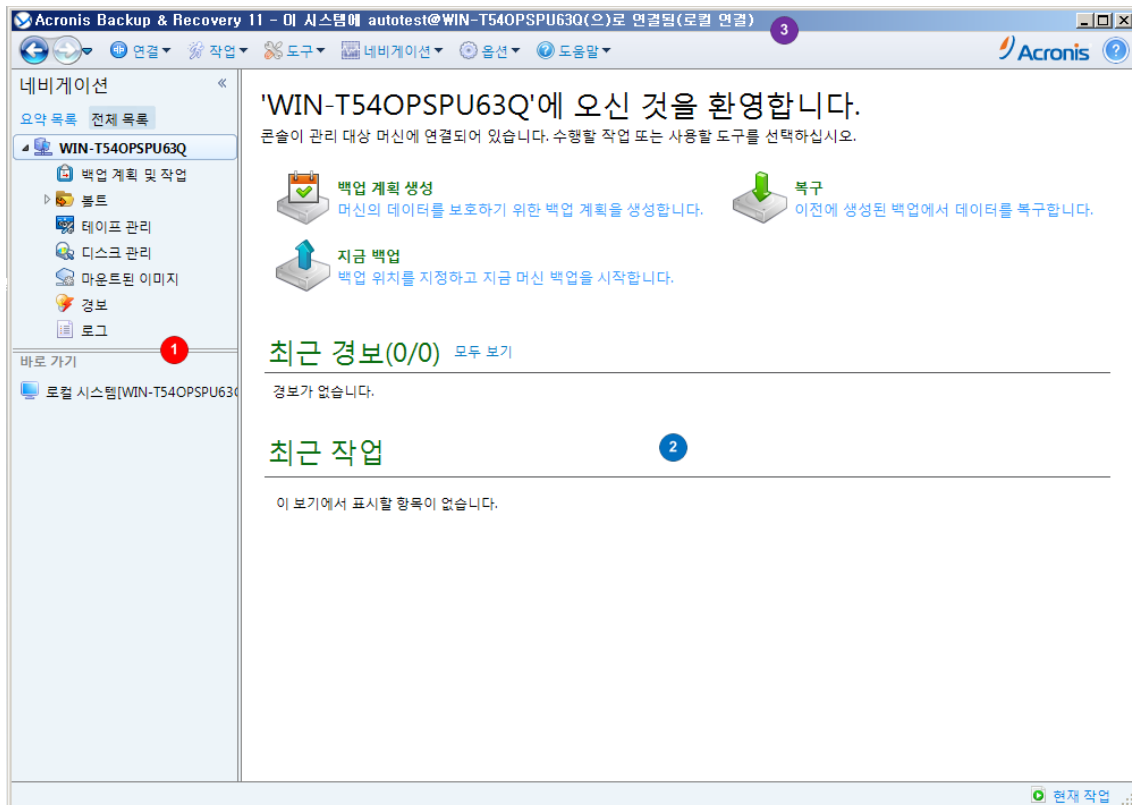 Acronis Backup & Recovery 11 - 이 시스템에 autotest@WIN-T54OPSPU63Q(으)로 연결됨(로컬 연결)
3
연결 작업 도구 네비게이션 옵션 도움말
Acronis
?
네비게이션
요약 목록 전체 목록
WIN-T54OPSPU63Q
백업 계획 및 작업
볼트
테이프 관리
디스크 관리
마운트된 이미지
경보
로그
1
바로 가기
로컬 시스템[WIN-T54OPSPU63(
'WIN-T54OPSPU63Q'에 오신 것을 환영합니다.
콘솔이 관리 대상 머신에 연결되어 있습니다. 수행할 작업 또는 사용할 도구를 선택하십시오.
백업 계획 생성
머신의 데이터를 보호하기 위한 백업 계획을 생성합니다.
복구
이전에 생성된 백업에서 데이터를 복구합니다.
지금 백업
백업 위치를 지정하고 지금 머신 백업을 시작합니다.
최근 경보(0/0) 모두 보기
경보가 없습니다.
최근 작업
2
이 보기에서 표시할 항목이 없습니다.
현재 작업